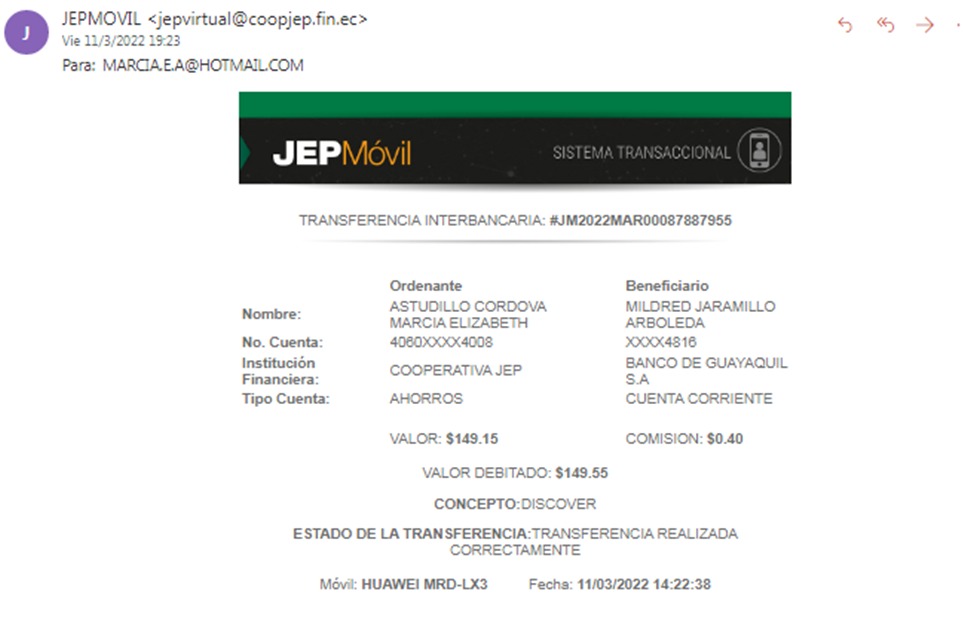 J
JEPMOVIL <jepvirtual@coopjep.fin.ec>
Vie 11/3/2022 19:23
Para: MARCIA.E.A@HOTMAIL.COM
JEPMóvil
SISTEMA TRANSACCIONAL
TRANSFERENCIA INTERBANCARIA: #JM2022MAR00087887955
Ordenante Beneficiario
Nombre: ASTUDILLO CORDOVA MARCIA ELIZABETH MILDRED JARAMILLO ARBOLEDA
No. Cuenta: 4060XXXX4008 XXXX4816
Institución Financiera: COOPERATIVA JEP BANCO DE GUAYAQUIL S.A
Tipo Cuenta: AHORROS CUENTA CORRIENTE
VALOR: $149.15 COMISION: $0.40
VALOR DEBITADO: $149.55
CONCEPTO:DISCOVER
ESTADO DE LA TRANSFERENCIA:TRANSFERENCIA REALIZADA
CORRECTAMENTE
Móvil: HUAWEI MRD-LX3 Fecha: 11/03/2022 14:22:38